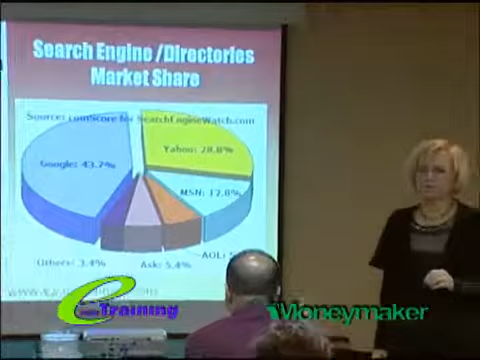 Search Engine/Directories
Market Share
Source: comScore for SearchEngineWatch.com
Google: 43.7%
Yahoo: 28.8%
MSN: 12.8%
AOL:
Ask: 5.4%
Others: 3.4%
e
Training
iMoneymaker